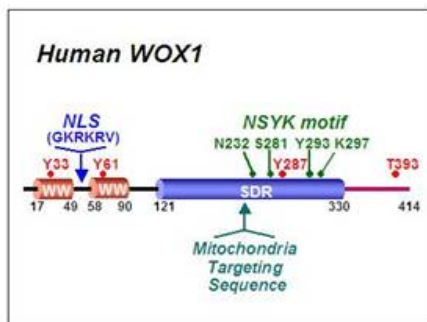 Human WOX1
NLS
(GKRKRV)
NSYK motif
N232 S281 Y293 K297
Y33 Y61 Y287 T393
WW WW SDR
17 49 58 90 121 330 414
Mitochondria
Targeting
Sequence